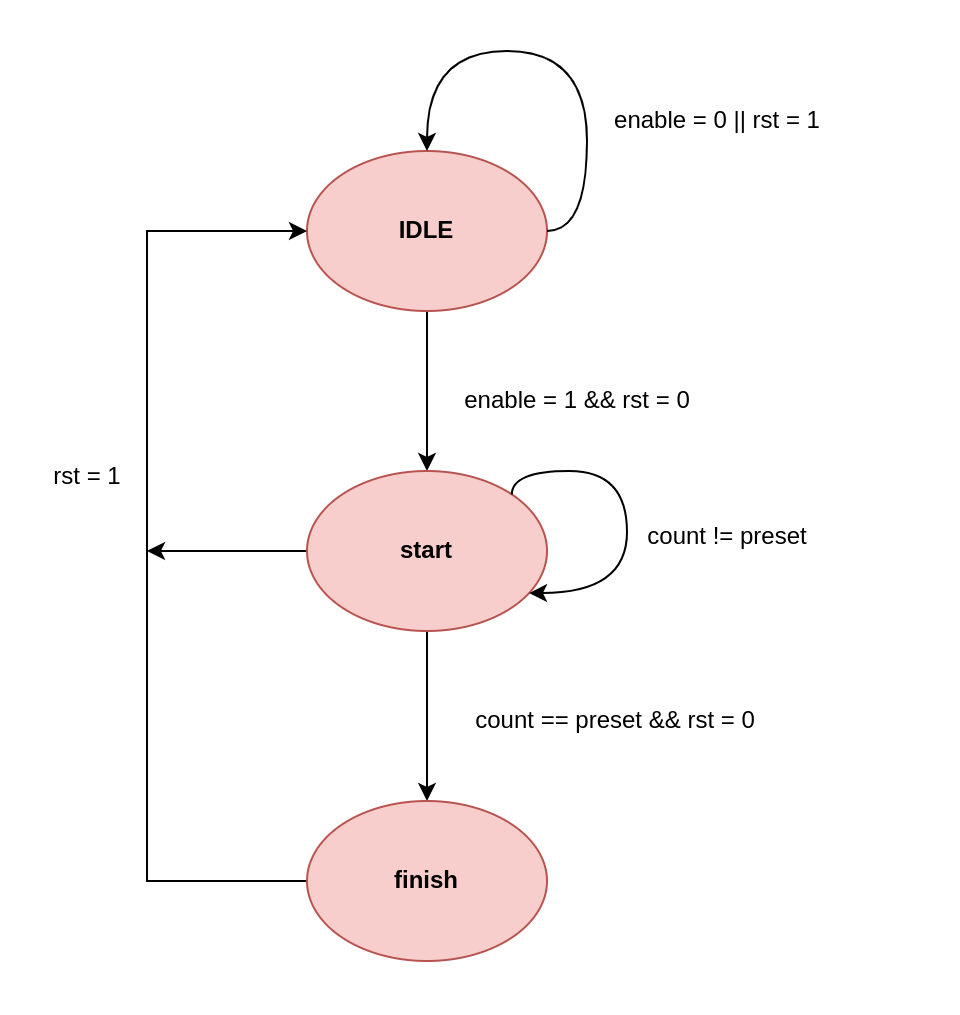 enable = 0 || rst = 1
IDLE
enable = 1 && rst = 0
rst = 1
start
count != preset
count == preset && rst = 0
finish